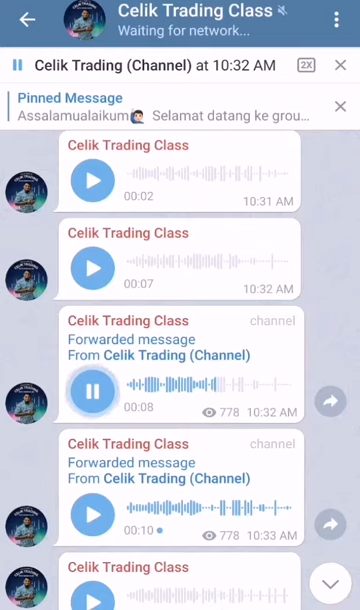 Celik Trading Class
Waiting for network...
Celik Trading (Channel) at 10:32 AM
2X
Pinned Message
Assalamualaikum🙋🏻‍♂️ Selamat datang ke grou...
Celik Trading Class
00:02
10:31 AM
Celik Trading Class
00:07
10:32 AM
Celik Trading Class
channel
Forwarded message
From Celik Trading (Channel)
00:08
778 10:32 AM
Celik Trading Class
channel
Forwarded message
From Celik Trading (Channel)
00:10
778 10:33 AM
Celik Trading Class